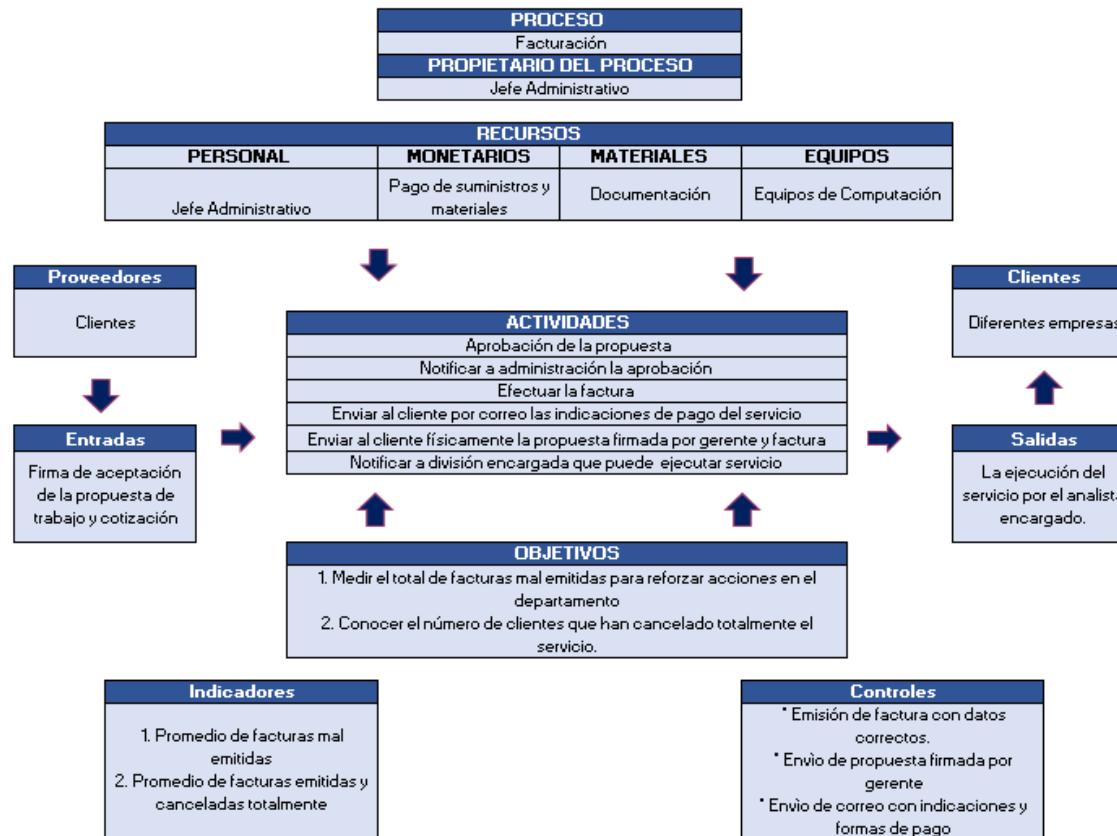 PROCESO
Facturación
PROPIETARIO DEL PROCESO
Jefe Administrativo
RECURSOS
PERSONAL
MONETARIOS
MATERIALES
EQUIPOS
Jefe Administrativo
Pago de suministros y
materiales
Documentación
Equipos de Computación
Proveedores
Clientes
Entradas
Firma de aceptación
de la propuesta de
trabajo y cotización
ACTIVIDADES
Aprobación de la propuesta
Notificar a administración la aprobación
Efectuar la factura
Enviar al cliente por correo las indicaciones de pago del servicio
Enviar al cliente físicamente la propuesta firmada por gerente y factura
Notificar a división encargada que puede ejecutar servicio
Clientes
Diferentes empresas
Salidas
La ejecución del
servicio por el analist
encargado.
OBJETIVOS
1. Medir el total de facturas mal emitidas para reforzar acciones en el
departamento
2. Conocer el número de clientes que han cancelado totalmente el
servicio.
Indicadores
1. Promedio de facturas mal
emitidas
2. Promedio de facturas emitidas y
canceladas totalmente
Controles
* Emisión de factura con datos
correctos.
* Envìo de propuesta firmada por
gerente
* Envìo de correo con indicaciones y
formas de pago